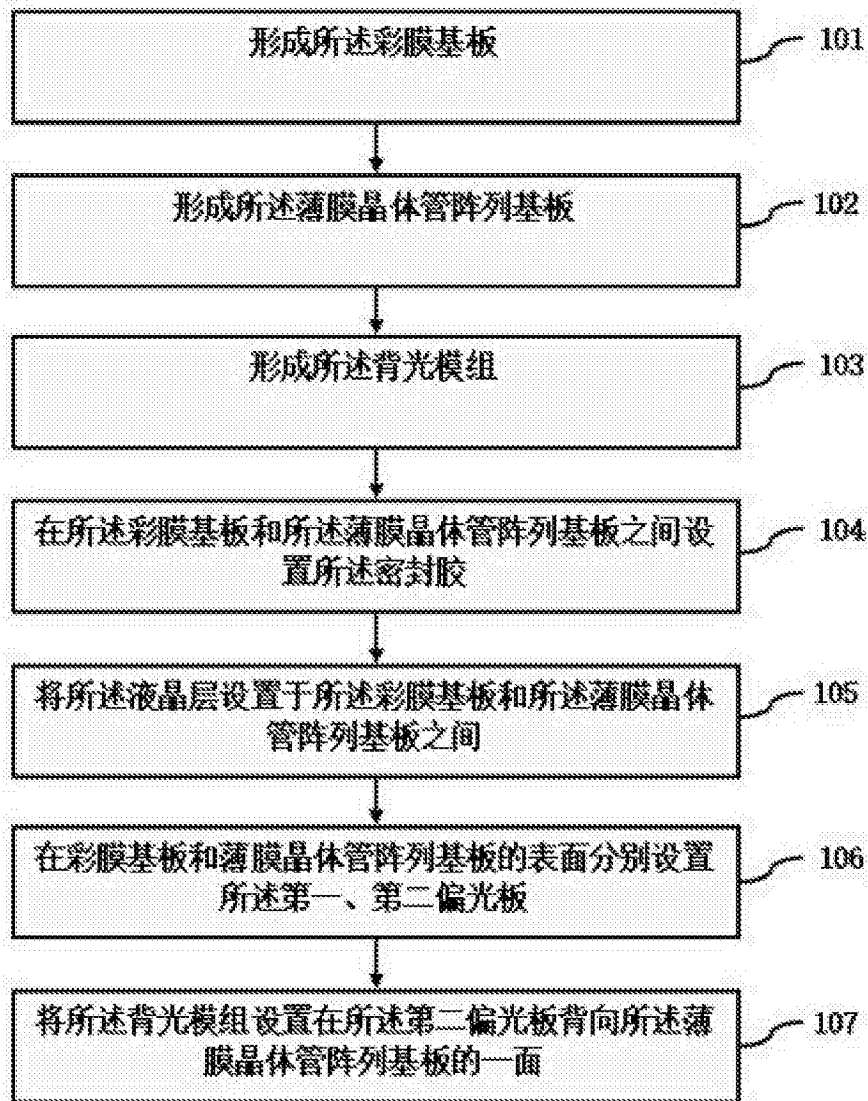 形成所述彩膜基板
101
形成所述薄膜晶体管阵列基板
102
形成所述背光模组
103
在所述彩膜基板和所述薄膜晶体管阵列基板之间设
置所述密封胶
104
将所述液晶层设置于所述彩膜基板和所述薄膜晶体
管阵列基板之间
105
在彩膜基板和薄膜晶体管阵列基板的表面分别设置
所述第一、第二偏光板
106
将所述背光模组设置在所述第二偏光板背向所述薄
膜晶体管阵列基板的一面
107